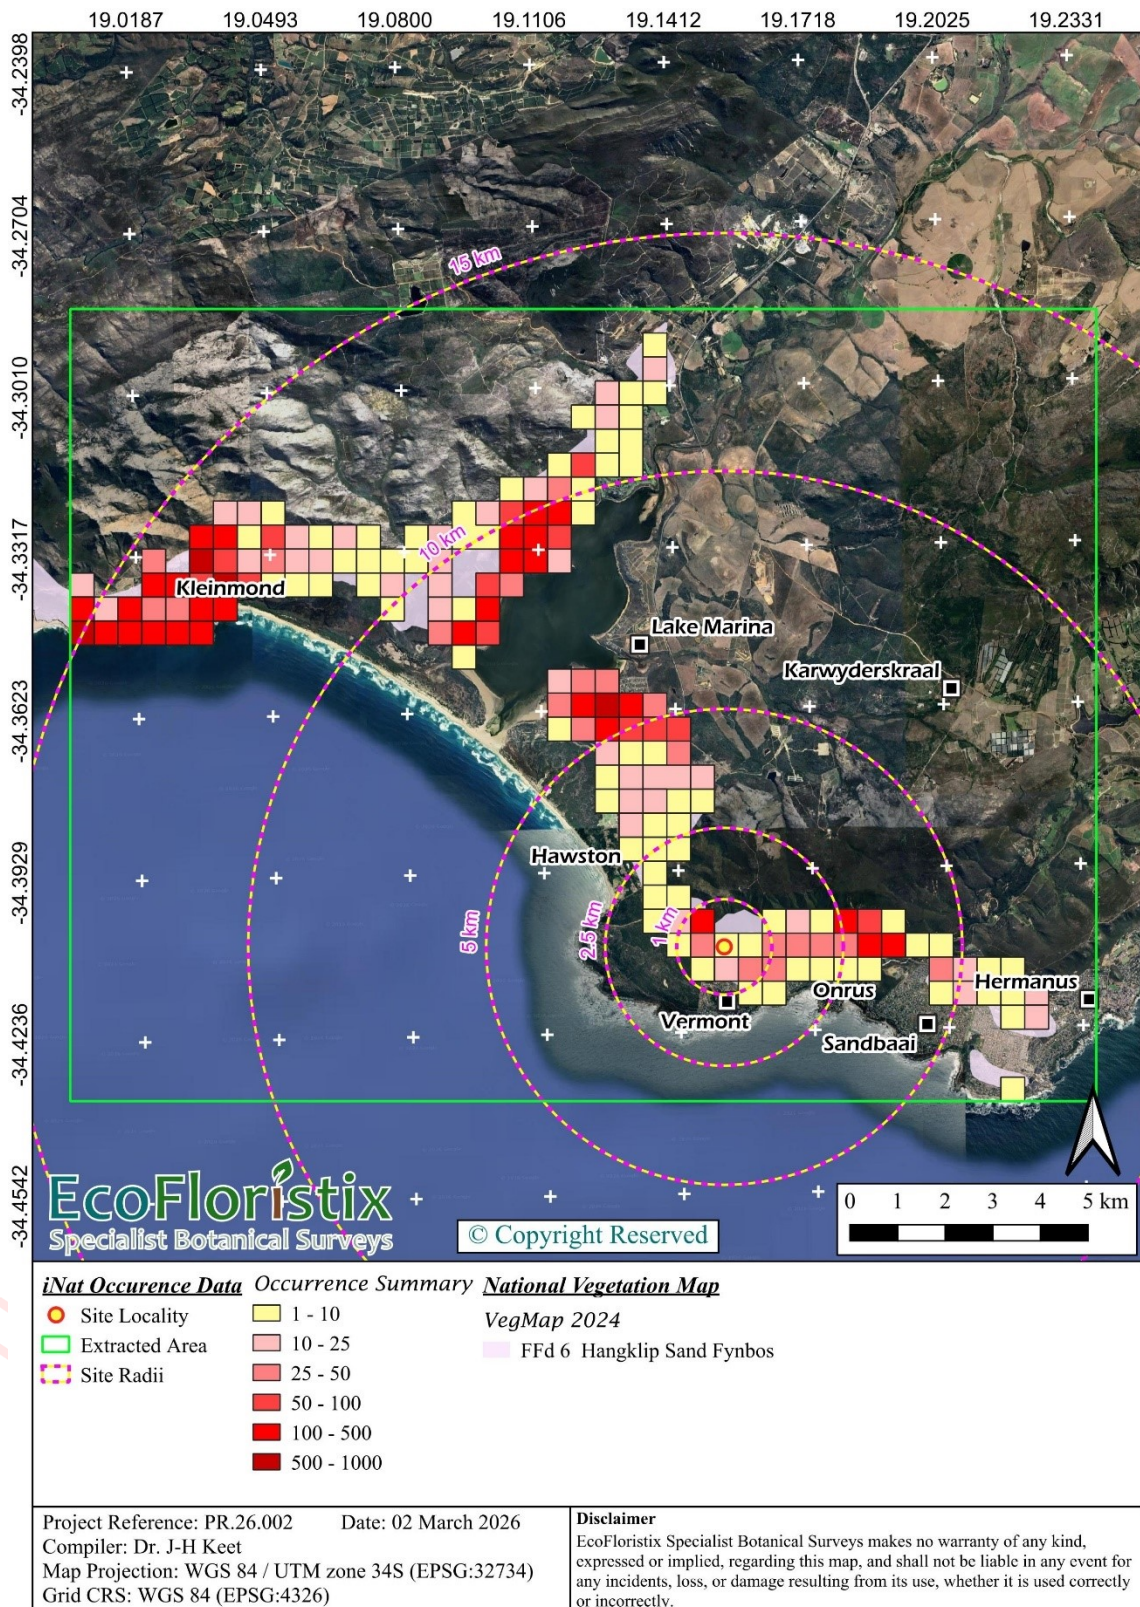 19.0187 19.0493 19.0800 19.1106 19.1412 19.1718 19.2025 19.2331
-34.2398
-34.2704
-34.3010
-34.3317
-34.3623
-34.3929
-34.4236
-34.4542
15 km
10 km
Kleinmond
Lake Marina
Karwyderskraal
Hawston
5 km
2.5 km
1 km
Hermanus
Onrus
Vermont
Sandbaai
EcoFloristix
Specialist Botanical Surveys
© Copyright Reserved
0 1 2 3 4 5 km
iNat Occurence Data Occurrence Summary National Vegetation Map
Site Locality 1 - 10 VegMap 2024
Extracted Area 10 - 25 FFd 6 Hangklip Sand Fynbos
Site Radii 25 - 50
50 - 100
100 - 500
500 - 1000
Project Reference: PR.26.002 Date: 02 March 2026
Compiler: Dr. J-H Keet
Map Projection: WGS 84 / UTM zone 34S (EPSG:32734)
Grid CRS: WGS 84 (EPSG:4326)
Disclaimer
EcoFloristix Specialist Botanical Surveys makes no warranty of any kind,
expressed or implied, regarding this map, and shall not be liable in any event for
any incidents, loss, or damage resulting from its use, whether it is used correctly
or incorrectly.